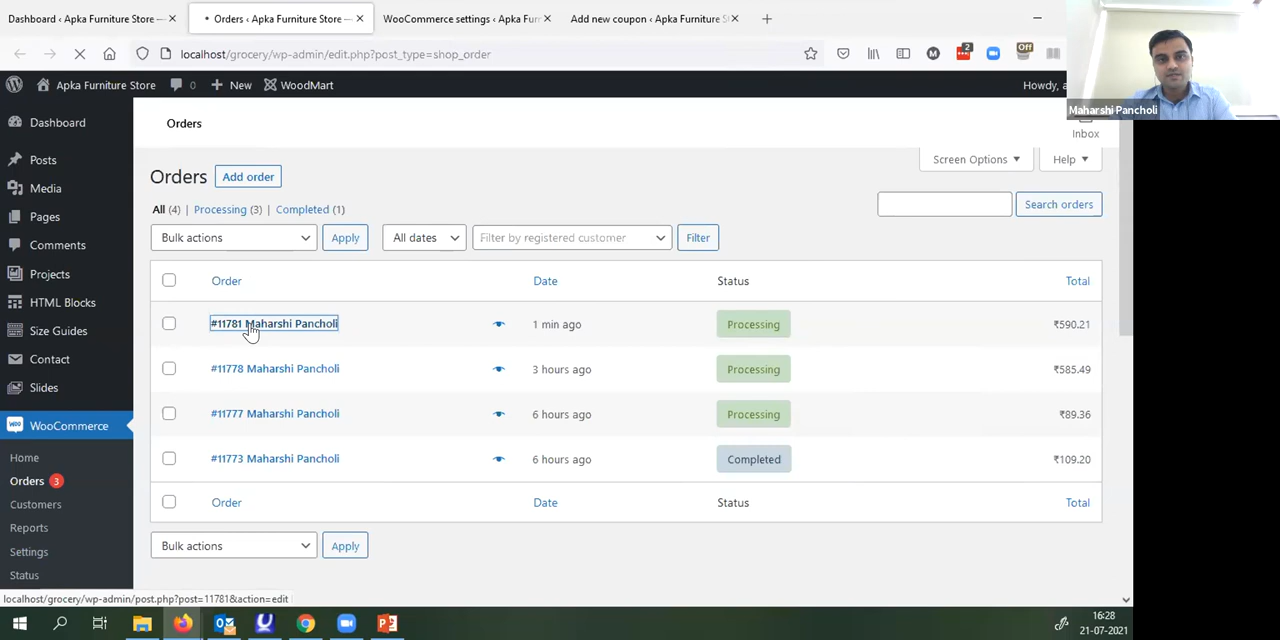 Dashboard ‹ Apka Furniture Store —
Orders ‹ Apka Furniture Store —
WooCommerce settings ‹ Apka Fur
Add new coupon ‹ Apka Furniture S
localhost/grocery/wp-admin/edit.php?post_type=shop_order
2
Off
Apka Furniture Store
0
New
WoodMart
Howdy, a
Maharshi Pancholi
Dashboard
Posts
Media
Pages
Comments
Projects
HTML Blocks
Size Guides
Contact
Slides
WooCommerce
Home
Orders 3
Customers
Reports
Settings
Status
Orders
Inbox
Screen Options
Help
Orders
Add order
All (4) | Processing (3) | Completed (1)
Search orders
Bulk actions
Apply
All dates
Filter by registered customer
Filter
Order Date Status Total
#11781 Maharshi Pancholi 1 min ago Processing ₹590.21
#11778 Maharshi Pancholi 3 hours ago Processing ₹585.49
#11777 Maharshi Pancholi 6 hours ago Processing ₹89.36
#11773 Maharshi Pancholi 6 hours ago Completed ₹109.20
Order Date Status Total
Bulk actions
Apply
localhost/grocery/wp-admin/post.php?post=11781&action=edit
16:28
21-07-2021